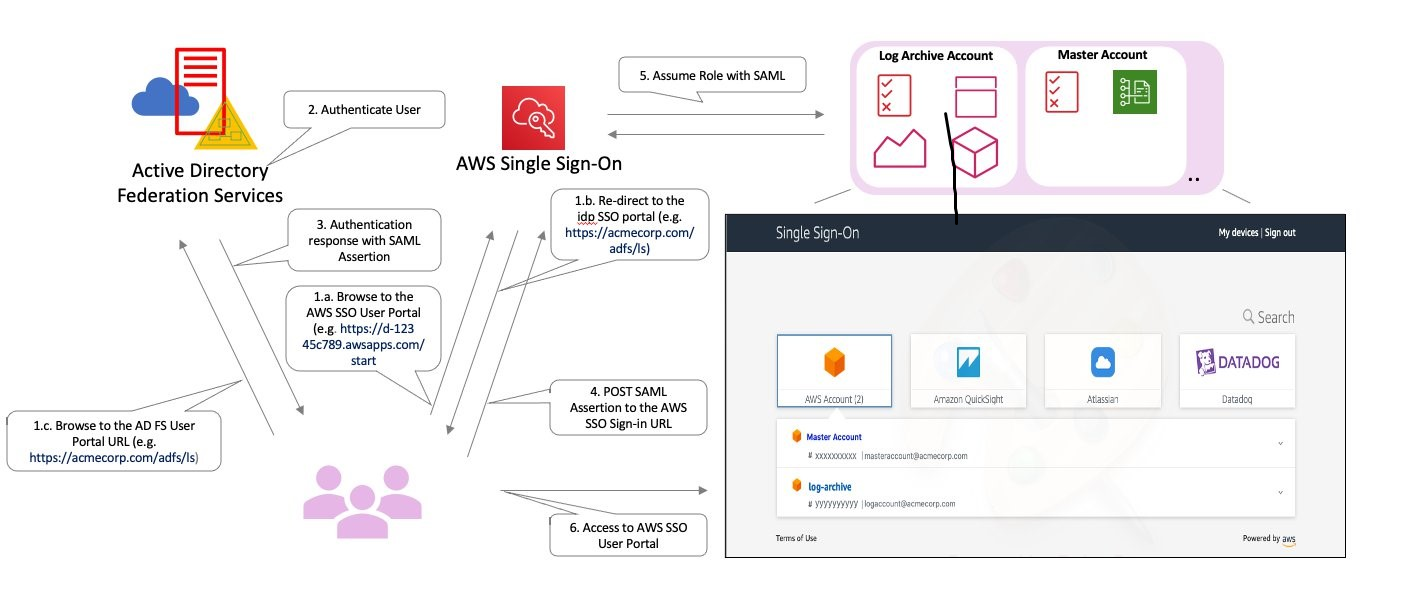 Log Archive Account
Master Account
5. Assume Role with SAML
2. Authenticate User
Active Directory
Federation Services
AWS Single Sign-On
..
1.b. Re-direct to the
idp SSO portal (e.g.
https://acmecorp.com/
adfs/ls)
3. Authentication
response with SAML
Assertion
1.a. Browse to the
AWS SSO User Portal
(e.g. https://d-123
45c789.awsapps.com/
start
4. POST SAML
Assertion to the AWS
SSO Sign-in URL
1.c. Browse to the AD FS User
Portal URL (e.g.
https://acmecorp.com/adfs/ls)
6. Access to AWS SSO
User Portal
Single Sign-On
My devices | Sign out
Search
DATADOG
AWS Account (2)
Amazon QuickSight
Atlassian
Datadog
Master Account
# xxxxxxxxxx | masteraccount@acmecorp.com
log-archive
# yyyyyyyyyy | logaccount@acmecorp.com
Terms of Use
Powered by aws